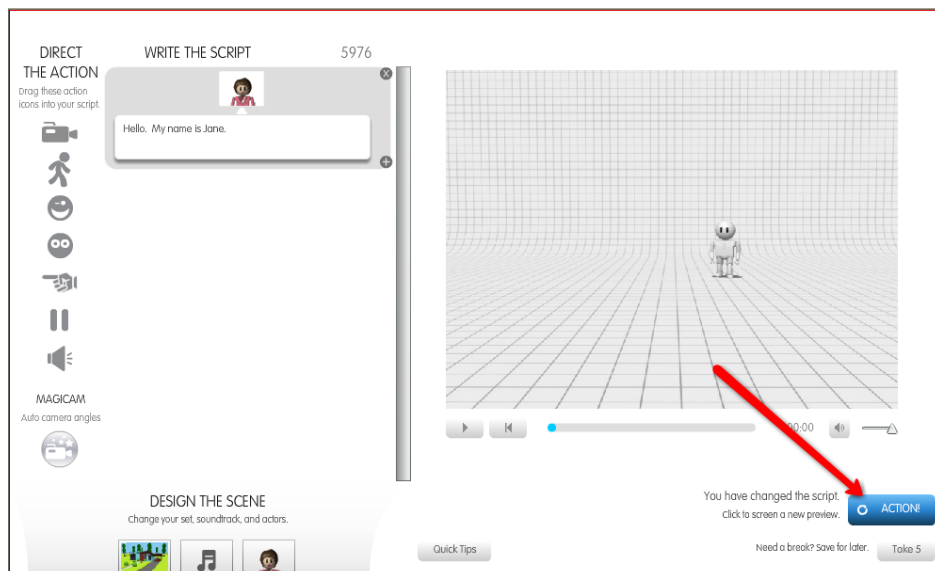 DIRECT
THE ACTION
Drag these action
icons into your script.
MAGICAM
Auto camera angles
WRITE THE SCRIPT
5976
Hello. My name is Jane.
DESIGN THE SCENE
Change your set, soundtrack, and actors.
You have changed the script.
Click to screen a new preview.
ACTION!
Quick Tips
Need a break? Save for later.
Take 5